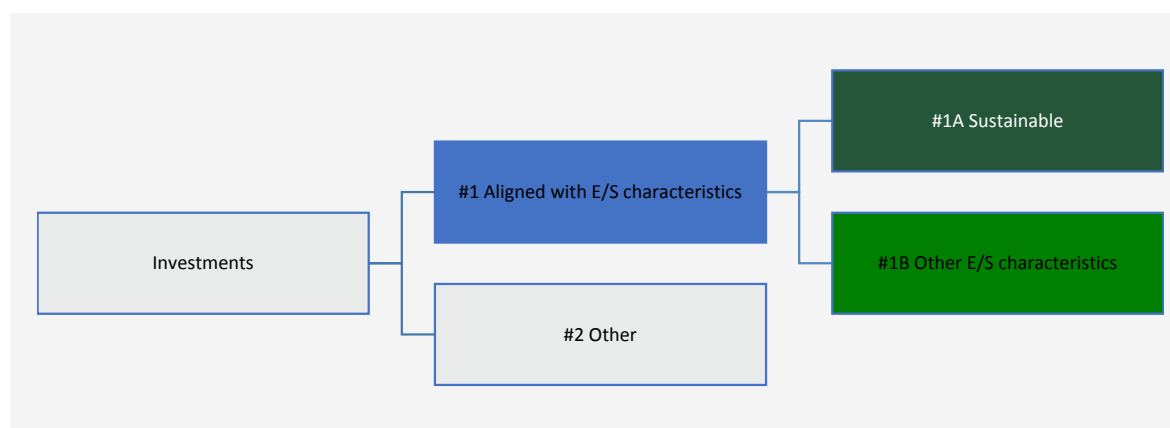 Investments
#1 Aligned with E/S characteristics
#2 Other
#1A Sustainable
#1B Other E/S characteristics